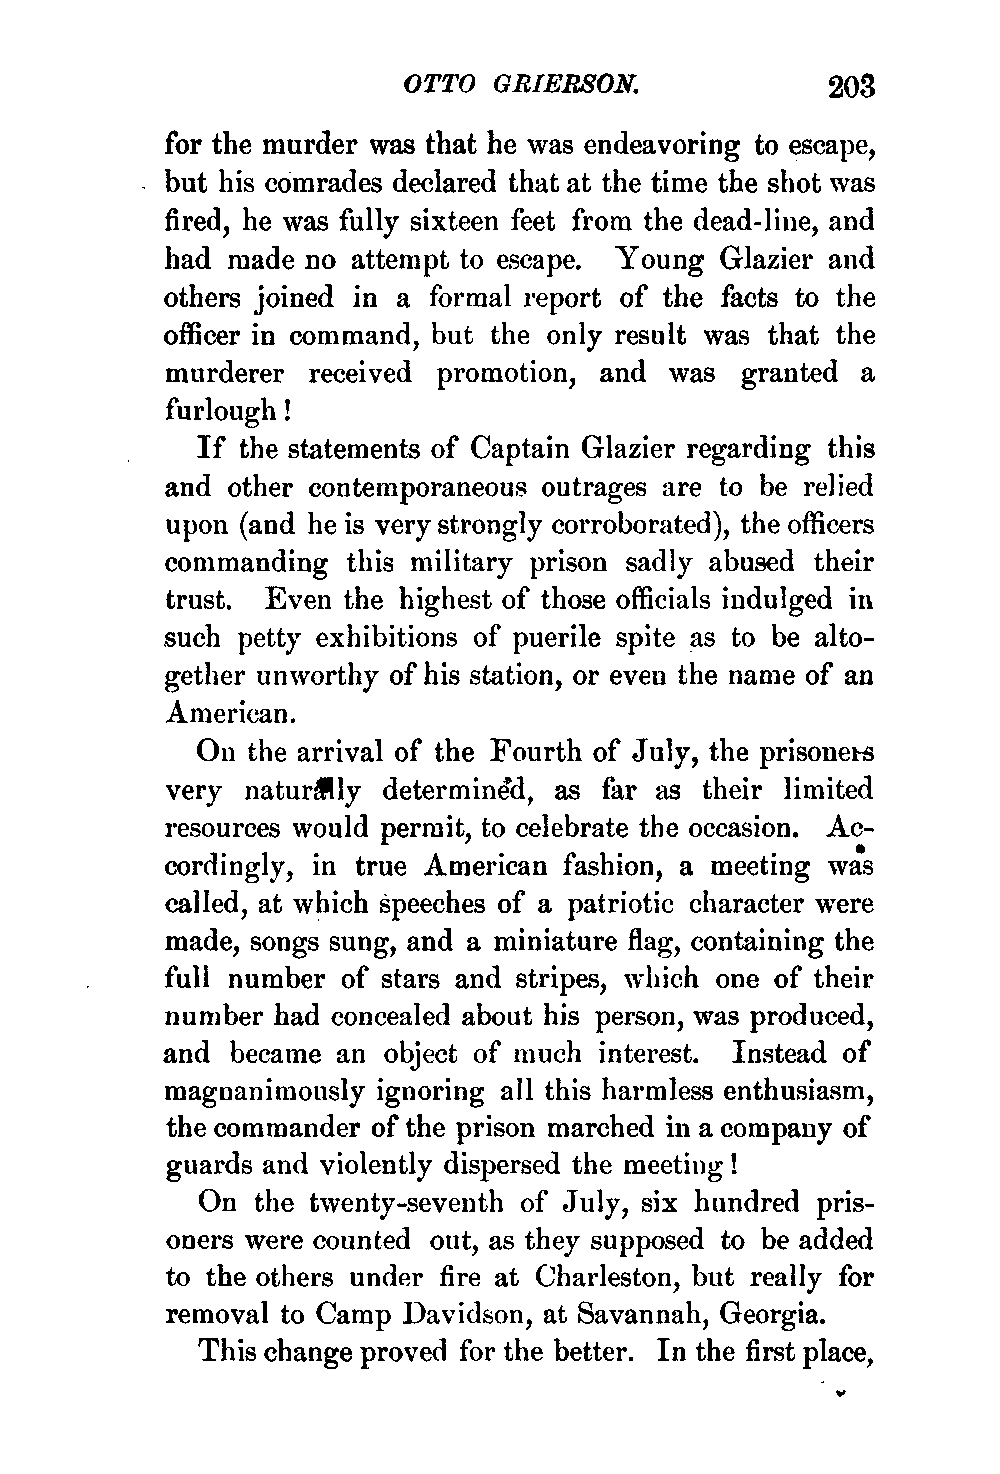 OTTO GRIERSON. 203
for the murder was that he was endeavoring to escape,
but his comrades declared that at the time the shot was
fired, he was fully sixteen feet from the dead-line, and
had made no attempt to escape. Young Glazier and
others joined in a formal report of the facts to the
officer in command, but the only result was that the
murderer received promotion, and was granted a
furlough!
If the statements of Captain Glazier regarding this
and other contemporaneous outrages are to be relied
upon (and he is very strongly corroborated), the officers
commanding this military prison sadly abused their
trust. Even the highest of those officials indulged in
such petty exhibitions of puerile spite as to be alto-
gether unworthy of his station, or even the name of an
American.
On the arrival of the Fourth of July, the prisoners
very naturally determined, as far as their limited
resources would permit, to celebrate the occasion. Ac-
cordingly, in true American fashion, a meeting was
called, at which speeches of a patriotic character were
made, songs sung, and a miniature flag, containing the
full number of stars and stripes, which one of their
number had concealed about his person, was produced,
and became an object of much interest. Instead of
magnanimously ignoring all this harmless enthusiasm,
the commander of the prison marched in a company of
guards and violently dispersed the meeting!
On the twenty-seventh of July, six hundred pris-
oners were counted out, as they supposed to be added
to the others under fire at Charleston, but really for
removal to Camp Davidson, at Savannah, Georgia.
This change proved for the better. In the first place,